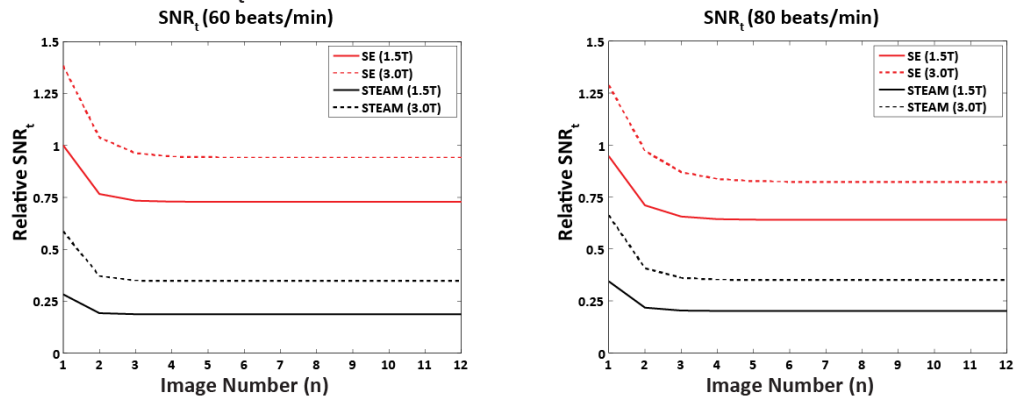 SNRt (60 beats/min)
1.5
1.25
1
0.75
0.5
0.25
0
Relative SNRt
SE (1.5T)
SE (3.0T)
STEAM (1.5T)
STEAM (3.0T)
1 2 3 4 5 6 7 8 9 10 11 12
Image Number (n)
SNRt (80 beats/min)
1.5
1.25
1
0.75
0.5
0.25
0
Relative SNRt
SE (1.5T)
SE (3.0T)
STEAM (1.5T)
STEAM (3.0T)
1 2 3 4 5 6 7 8 9 10 11 12
Image Number (n)